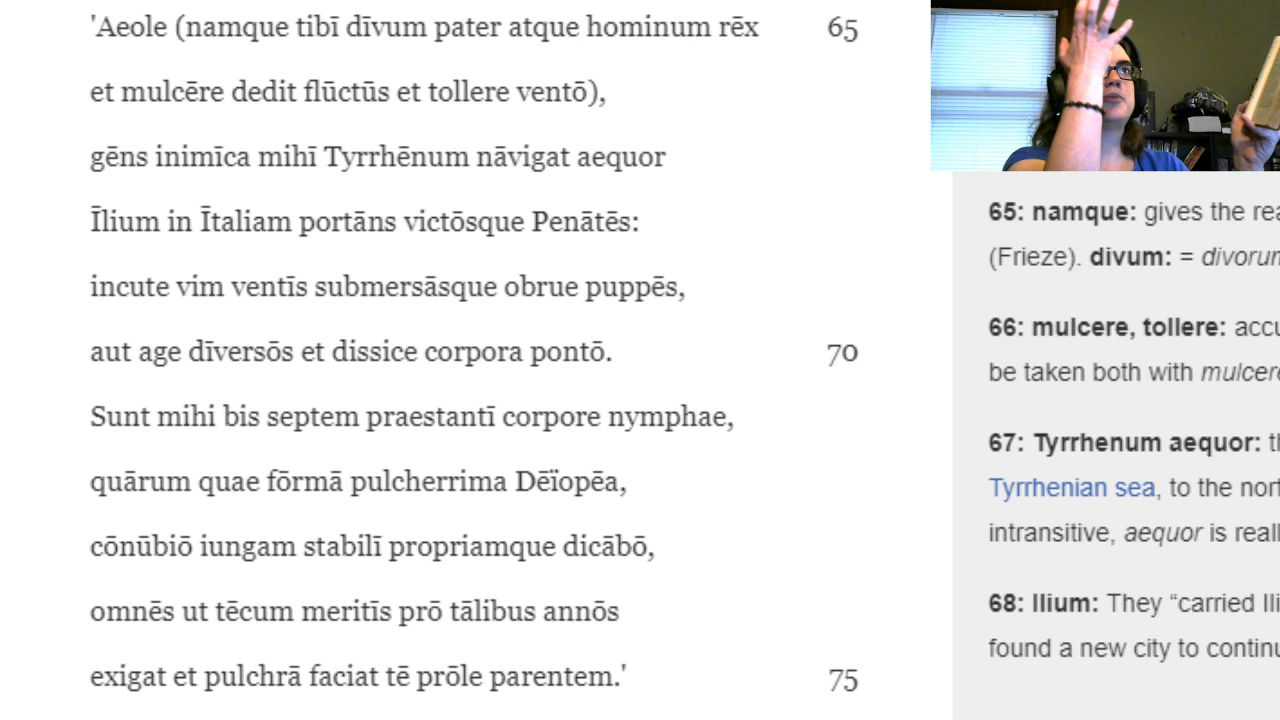 'Aeole (namque tibī dīvum pater atque hominum rēx 65
et mulcēre dedit flūctūs et tollere ventō),
gēns inimīca mihī Tyrrhēnum nāvigat aequor
Īlium in Ītaliam portāns victōsque Penātēs:
incute vim ventīs submersāsque obrue puppēs,
aut age dīversōs et dissice corpora pontō. 70
Sunt mihi bis septem praestantī corpore nymphae,
quārum quae fōrmā pulcherrima Dēïopēa,
cōnūbiō iungam stabilī propriamque dicābō,
omnēs ut tēcum meritīs prō tālibus annōs
exigat et pulchrā faciat tē prōle parentem.' 75
65: namque: gives the rea
(Frieze). divum: = divorum
66: mulcere, tollere: accu
be taken both with mulcere
67: Tyrrhenum aequor: th
Tyrrhenian sea, to the nort
intransitive, aequor is reall
68: Ilium: They “carried Ili
found a new city to continu